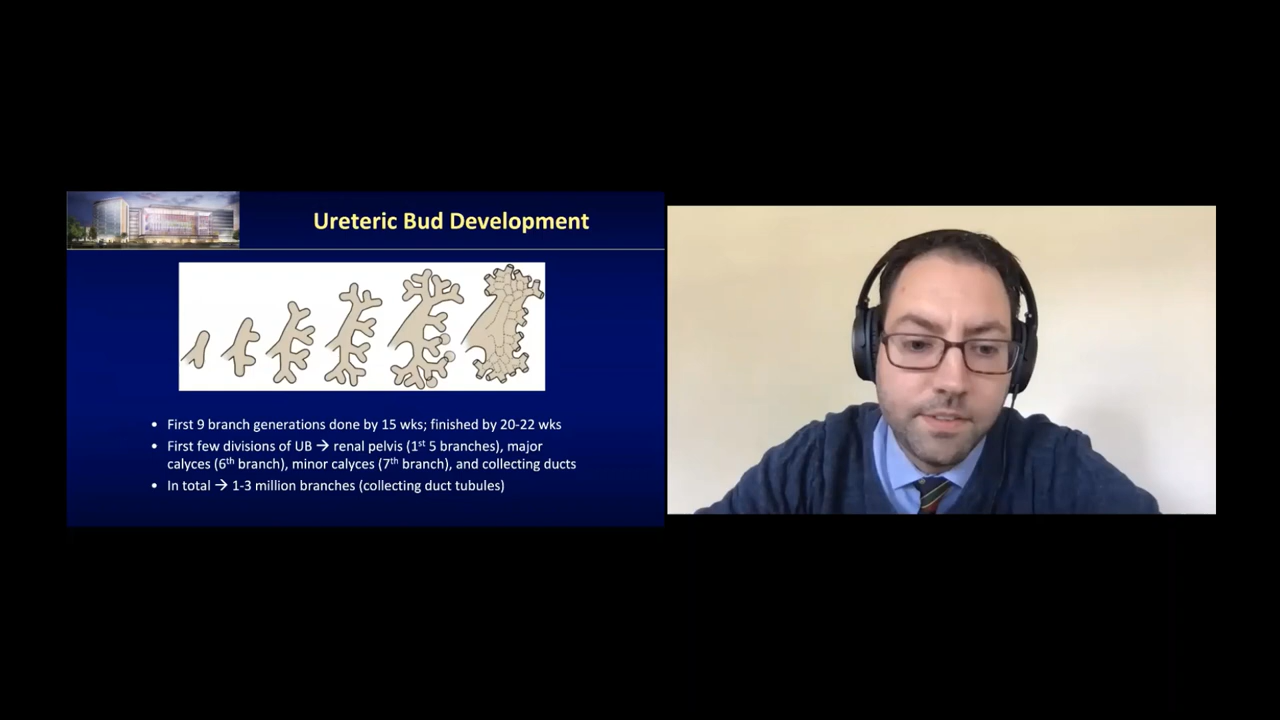 Ureteric Bud Development
• First 9 branch generations done by 15 wks; finished by 20-22 wks
• First few divisions of UB → renal pelvis (1st 5 branches), major
calyces (6th branch), minor calyces (7th branch), and collecting ducts
• In total → 1-3 million branches (collecting duct tubules)